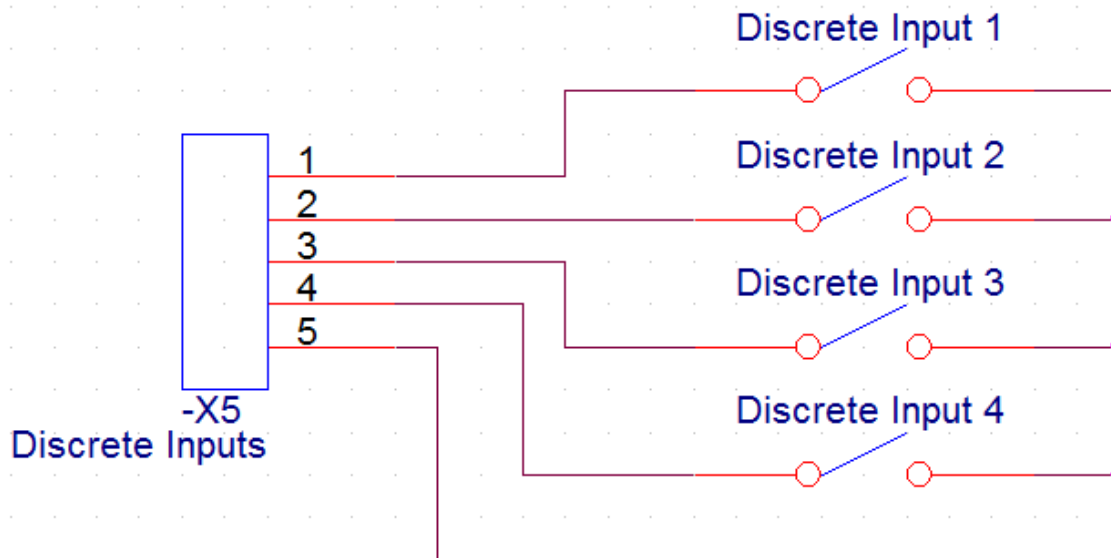 Discrete Input 1
Discrete Input 2
Discrete Input 3
Discrete Input 4
1
2
3
4
5
-X5
Discrete Inputs